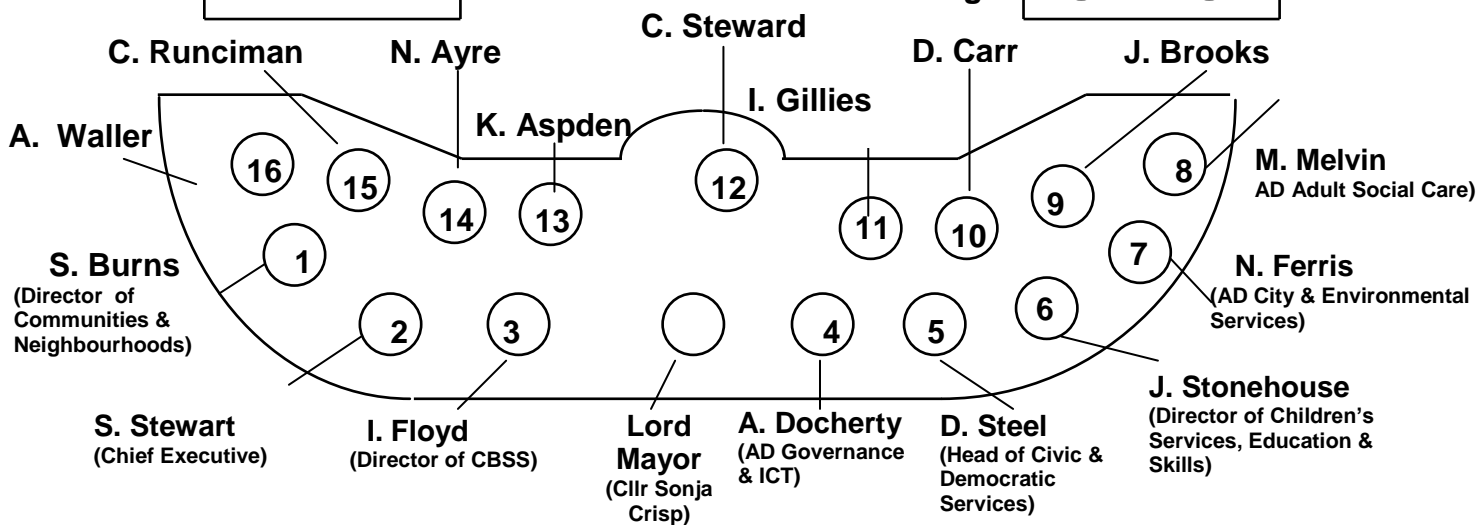 C. Steward
C. Runciman
N. Ayre
D. Carr
J. Brooks
I. Gillies
K. Aspden
A. Waller
16
15
14
13
12
11
10
9
8
M. Melvin
AD Adult Social Care)
1
7
S. Burns
(Director of
Communities &
Neighbourhoods)
N. Ferris
(AD City & Environmental
Services)
2
3
4
5
6
S. Stewart
(Chief Executive)
I. Floyd
(Director of CBSS)
Lord
Mayor
(Cllr Sonja
Crisp)
A. Docherty
(AD Governance
& ICT)
D. Steel
(Head of Civic &
Democratic
Services)
J. Stonehouse
(Director of Children's
Services, Education &
Skills)